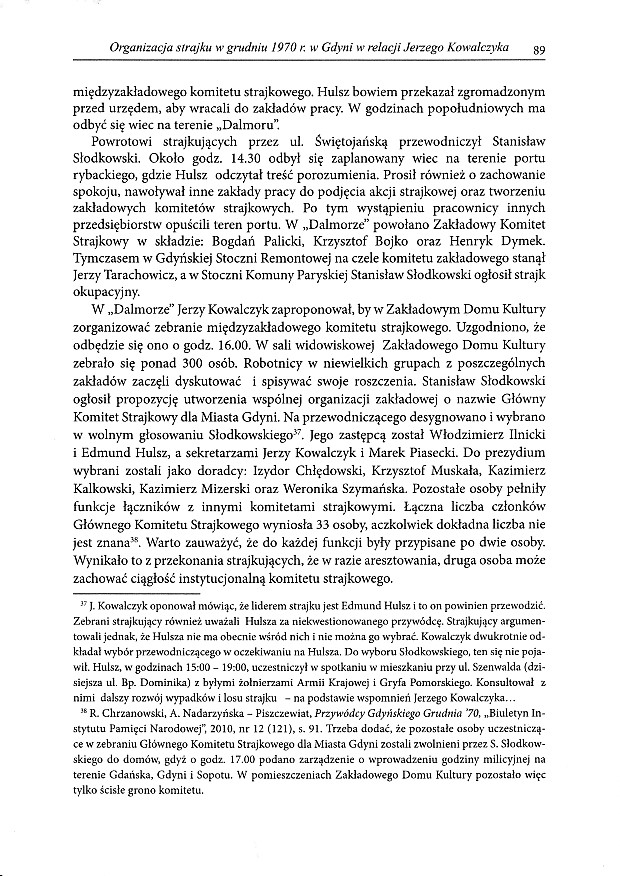 Organizacja strajku w grudniu 1970 r. w Gdyni w relacji Jerzego Kowalczyka 89
międzyzakładowego komitetu strajkowego. Hulsz bowiem przekazał zgromadzonym
przed urzędem, aby wracali do zakładów pracy. W godzinach popołudniowych ma
odbyć się wiec na terenie „Dalmoru”.
Powrotowi strajkujących przez ul. Świętojańską przewodniczył Stanisław
Słodkowski. Około godz. 14.30 odbył się zaplanowany wiec na terenie portu
rybackiego, gdzie Hulsz odczytał treść porozumienia. Prosił również o zachowanie
spokoju, nawoływał inne zakłady pracy do podjęcia akcji strajkowej oraz tworzeniu
zakładowych komitetów strajkowych. Po tym wystąpieniu pracownicy innych
przedsiębiorstw opuścili teren portu. W „Dalmorze” powołano Zakładowy Komitet
Strajkowy w składzie: Bogdań Palicki, Krzysztof Bojko oraz Henryk Dymek.
Tymczasem w Gdyńskiej Stoczni Remontowej na czele komitetu zakładowego stanął
Jerzy Tarachowicz, a w Stoczni Komuny Paryskiej Stanisław Słodkowski ogłosił strajk
okupacyjny.
W „Dalmorze” Jerzy Kowalczyk zaproponował, by w Zakładowym Domu Kultury
zorganizować zebranie międzyzakładowego komitetu strajkowego. Uzgodniono, że
odbędzie się ono o godz. 16.00. W sali widowiskowej Zakładowego Domu Kultury
zebrało się ponad 300 osób. Robotnicy w niewielkich grupach z poszczególnych
zakładów zaczęli dyskutować i spisywać swoje roszczenia. Stanisław Słodkowski
ogłosił propozycję utworzenia wspólnej organizacji zakładowej o nazwie Główny
Komitet Strajkowy dla Miasta Gdyni. Na przewodniczącego desygnowano i wybrano
w wolnym głosowaniu Słodkowskiego³⁷. Jego zastępcą został Włodzimierz Ilnicki
i Edmund Hulsz, a sekretarzami Jerzy Kowalczyk i Marek Piasecki. Do prezydium
wybrani zostali jako doradcy: Izydor Chłędowski, Krzysztof Muskała, Kazimierz
Kalkowski, Kazimierz Mizerski oraz Weronika Szymańska. Pozostałe osoby pełniły
funkcje łączników z innymi komitetami strajkowymi. Łączna liczba członków
Głównego Komitetu Strajkowego wyniosła 33 osoby, aczkolwiek dokładna liczba nie
jest znana³⁸. Warto zauważyć, że do każdej funkcji były przypisane po dwie osoby.
Wynikało to z przekonania strajkujących, że w razie aresztowania, druga osoba może
zachować ciągłość instytucjonalną komitetu strajkowego.
³⁷ J. Kowalczyk oponował mówiąc, że liderem strajku jest Edmund Hulsz i to on powinien przewodzić.
Zebrani strajkujący również uważali Hulsza za niekwestionowanego przywódcę. Strajkujący argumen-
towali jednak, że Hulsza nie ma obecnie wśród nich i nie można go wybrać. Kowalczyk dwukrotnie od-
kładał wybór przewodniczącego w oczekiwaniu na Hulsza. Do wyboru Słodkowskiego, ten się nie poja-
wił. Hulsz, w godzinach 15:00 – 19:00, uczestniczył w spotkaniu w mieszkaniu przy ul. Szenwalda (dzi-
siejsza ul. Bp. Dominika) z byłymi żołnierzami Armii Krajowej i Gryfa Pomorskiego. Konsultował z
nimi dalszy rozwój wypadków i losu strajku – na podstawie wspomnień Jerzego Kowalczyka…
³⁸ R. Chrzanowski, A. Nadarzyńska – Piszczewiat, Przywódcy Gdyńskiego Grudnia ’70, „Biuletyn In-
stytutu Pamięci Narodowej”, 2010, nr 12 (121), s. 91. Trzeba dodać, że pozostałe osoby uczestniczą-
ce w zebraniu Głównego Komitetu Strajkowego dla Miasta Gdyni zostali zwolnieni przez S. Słodkow-
skiego do domów, gdyż o godz. 17.00 podano zarządzenie o wprowadzeniu godziny milicyjnej na
terenie Gdańska, Gdyni i Sopotu. W pomieszczeniach Zakładowego Domu Kultury pozostało więc
tylko ścisłe grono komitetu.